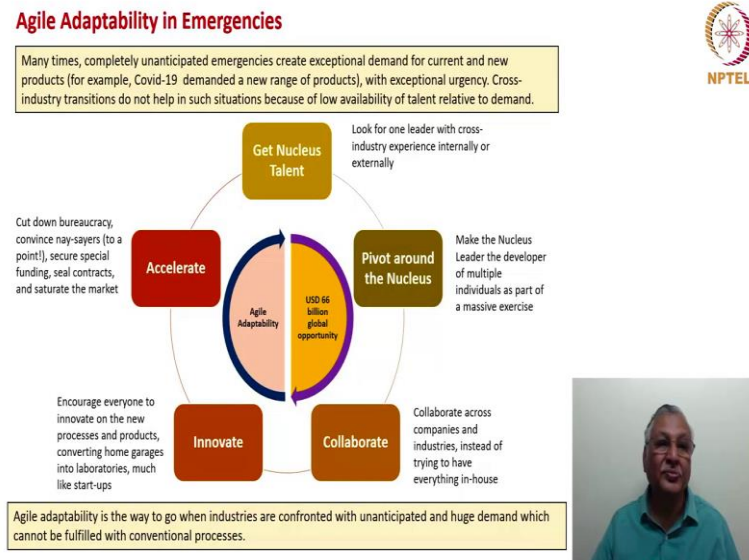 Agile Adaptability in Emergencies
Many times, completely unanticipated emergencies create exceptional demand for current and new
products (for example, Covid-19 demanded a new range of products), with exceptional urgency. Cross-
industry transitions do not help in such situations because of low availability of talent relative to demand.
NPTEL
Get Nucleus
Talent
Look for one leader with cross-
industry experience internally or
externally
Pivot around
the Nucleus
Make the Nucleus
Leader the developer
of multiple
individuals as part of
a massive exercise
Collaborate
Collaborate across
companies and
industries, instead of
trying to have
everything in-house
Innovate
Encourage everyone to
innovate on the new
processes and products,
converting home garages
into laboratories, much
like start-ups
Accelerate
Cut down bureaucracy,
convince nay-sayers (to a
point!), secure special
funding, seal contracts,
and saturate the market
Agile
Adaptability
USD 66
billion
global
opportunity
Agile adaptability is the way to go when industries are confronted with unanticipated and huge demand which
cannot be fulfilled with conventional processes.